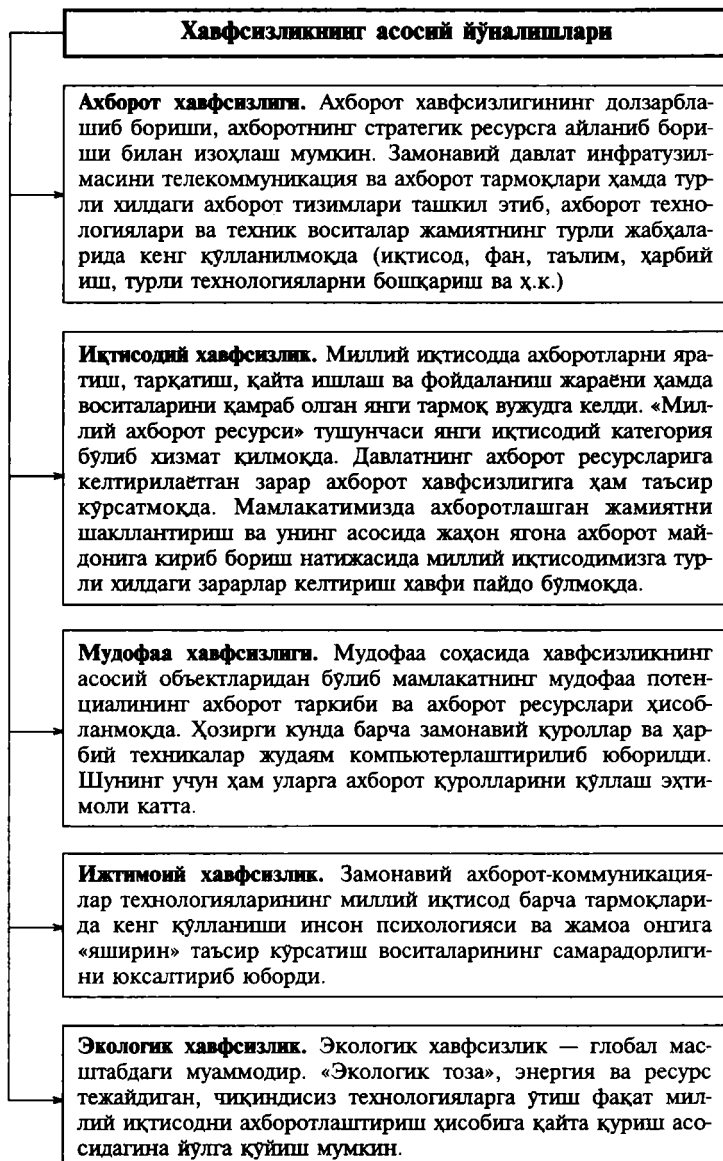 Хавфсизликнинг асосий йўналишлари
Ахборот хавфсизлиги. Ахборот хавфсизлигининг долзарбла-
шиб бориши, ахборотнинг стратегик ресурсга айланиб бори-
ши билан изоҳлаш мумкин. Замонавий давлат инфратузил-
масини телекоммуникация ва ахборот тармоқлари ҳамда тур-
ли хилдаги ахборот тизимлари ташкил этиб, ахборот техно-
логиялари ва техник воситалар жамиятнинг турли жабҳала-
рида кенг қўлланилмоқда (иқтисод, фан, таълим, ҳарбий
иш, турли технологияларни бошқариш ва ҳ.к.)
Иқтисодий хавфсизлик. Миллий иқтисодда ахборотларни яра-
тиш, тарқатиш, қайта ишлаш ва фойдаланиш жараёни ҳамда
воситаларини қамраб олган янги тармоқ вужудга келди. «Мил-
лий ахборот ресурси» тушунчаси янги иқтисодий категория
бўлиб хизмат қилмоқда. Давлатнинг ахборот ресурсларига
келтирилаётган зарар ахборот хавфсизлигига ҳам таъсир
кўрсатмоқда. Мамлакатимизда ахборотлашган жамиятни
шакллантириш ва унинг асосида жаҳон ягона ахборот май-
донига кириб бориш натижасида миллий иқтисодимизга тур-
ли хилдаги зарарлар келтириш хавфи пайдо бўлмоқда.
Мудофаа хавфсизлиги. Мудофаа соҳасида хавфсизликнинг
асосий объектларидан бўлиб мамлакатнинг мудофаа потен-
циалининг ахборот таркиби ва ахборот ресурслари ҳисоб-
ланмоқда. Ҳозирги кунда барча замонавий қуроллар ва ҳар-
бий техникалар жудаям компьютерлаштирилиб юборилди.
Шунинг учун ҳам уларга ахборот қуролларини қўллаш эҳти-
моли катта.
Ижтимоий хавфсизлик. Замонавий ахборот-коммуникация-
лар технологияларининг миллий иқтисод барча тармоқлари-
да кенг қўлланиши инсон психологияси ва жамоа онгига
«яширин» таъсир кўрсатиш воситаларининг самарадорлиги-
ни юксалтириб юборди.
Экологик хавфсизлик. Экологик хавфсизлик — глобал мас-
штабдаги муаммодир. «Экологик тоза», энергия ва ресурс
тежайдиган, чиқиндисиз технологияларга ўтиш фақат мил-
лий иқтисодни ахборотлаштириш ҳисобига қайта қуриш асо-
сидагина йўлга қўйиш мумкин.